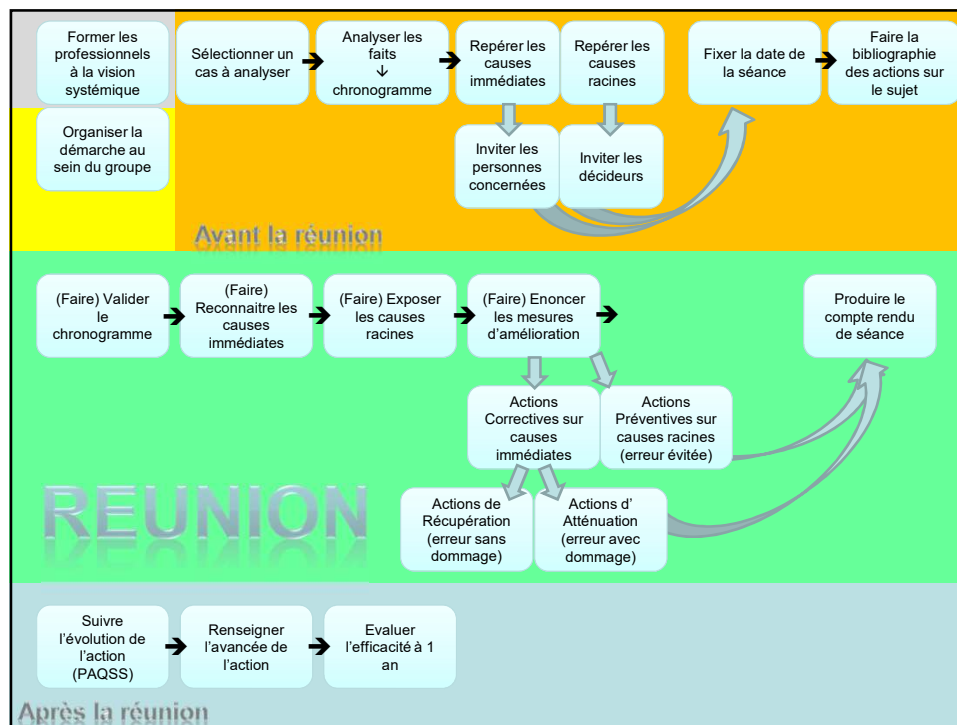 Former les
professionnels
à la vision
systémique
Sélectionner un
cas à analyser
Analyser les
faits
↓
chronogramme
Repérer les
causes
immédiates
Repérer les
causes
racines
Fixer la date de
la séance
Faire la
bibliographie
des actions sur
le sujet
Organiser la
démarche au
sein du groupe
Inviter les
personnes
concernées
Inviter les
décideurs
Avant la réunion
(Faire) Valider
le
chronogramme
(Faire)
Reconnaitre les
causes
immédiates
(Faire) Exposer
les causes
racines
(Faire) Enoncer
les mesures
d’amélioration
Produire le
compte rendu
de séance
Actions
Correctives sur
causes
immédiates
Actions
Préventives sur
causes racines
(erreur évitée)
REUNION
Actions de
Récupération
(erreur sans
dommage)
Actions d’
Atténuation
(erreur avec
dommage)
Suivre
l’évolution de
l’action
(PAQSS)
Renseigner
l’avancée de
l’action
Evaluer
l’efficacité à 1
an
Après la réunion